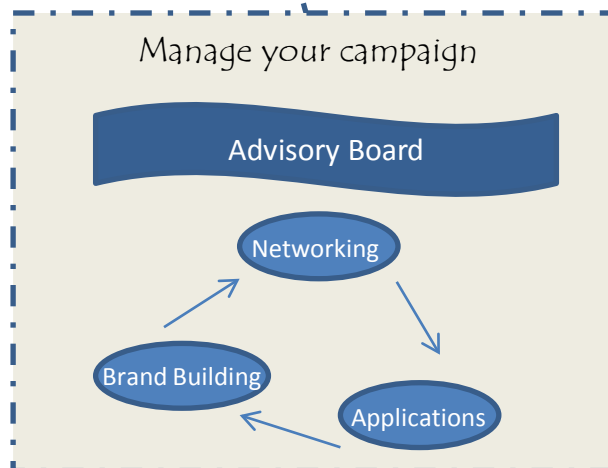 Manage your campaign
Advisory Board
Networking
Brand Building
Applications